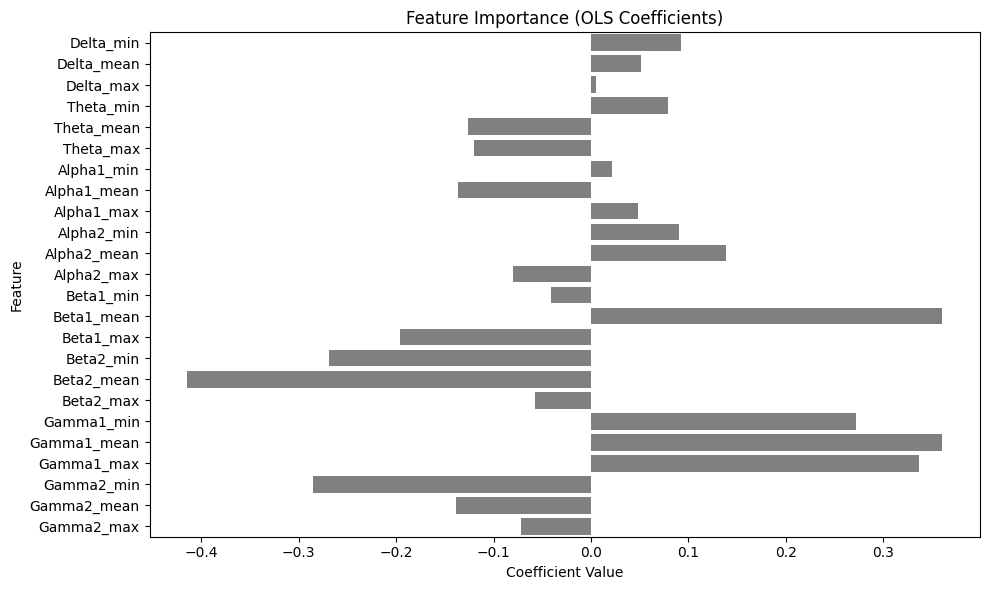 Feature Importance (OLS Coefficients)
Feature
Delta_min
Delta_mean
Delta_max
Theta_min
Theta_mean
Theta_max
Alpha1_min
Alpha1_mean
Alpha1_max
Alpha2_min
Alpha2_mean
Alpha2_max
Beta1_min
Beta1_mean
Beta1_max
Beta2_min
Beta2_mean
Beta2_max
Gamma1_min
Gamma1_mean
Gamma1_max
Gamma2_min
Gamma2_mean
Gamma2_max
−0.4 −0.3 −0.2 −0.1 0.0 0.1 0.2 0.3
Coefficient Value